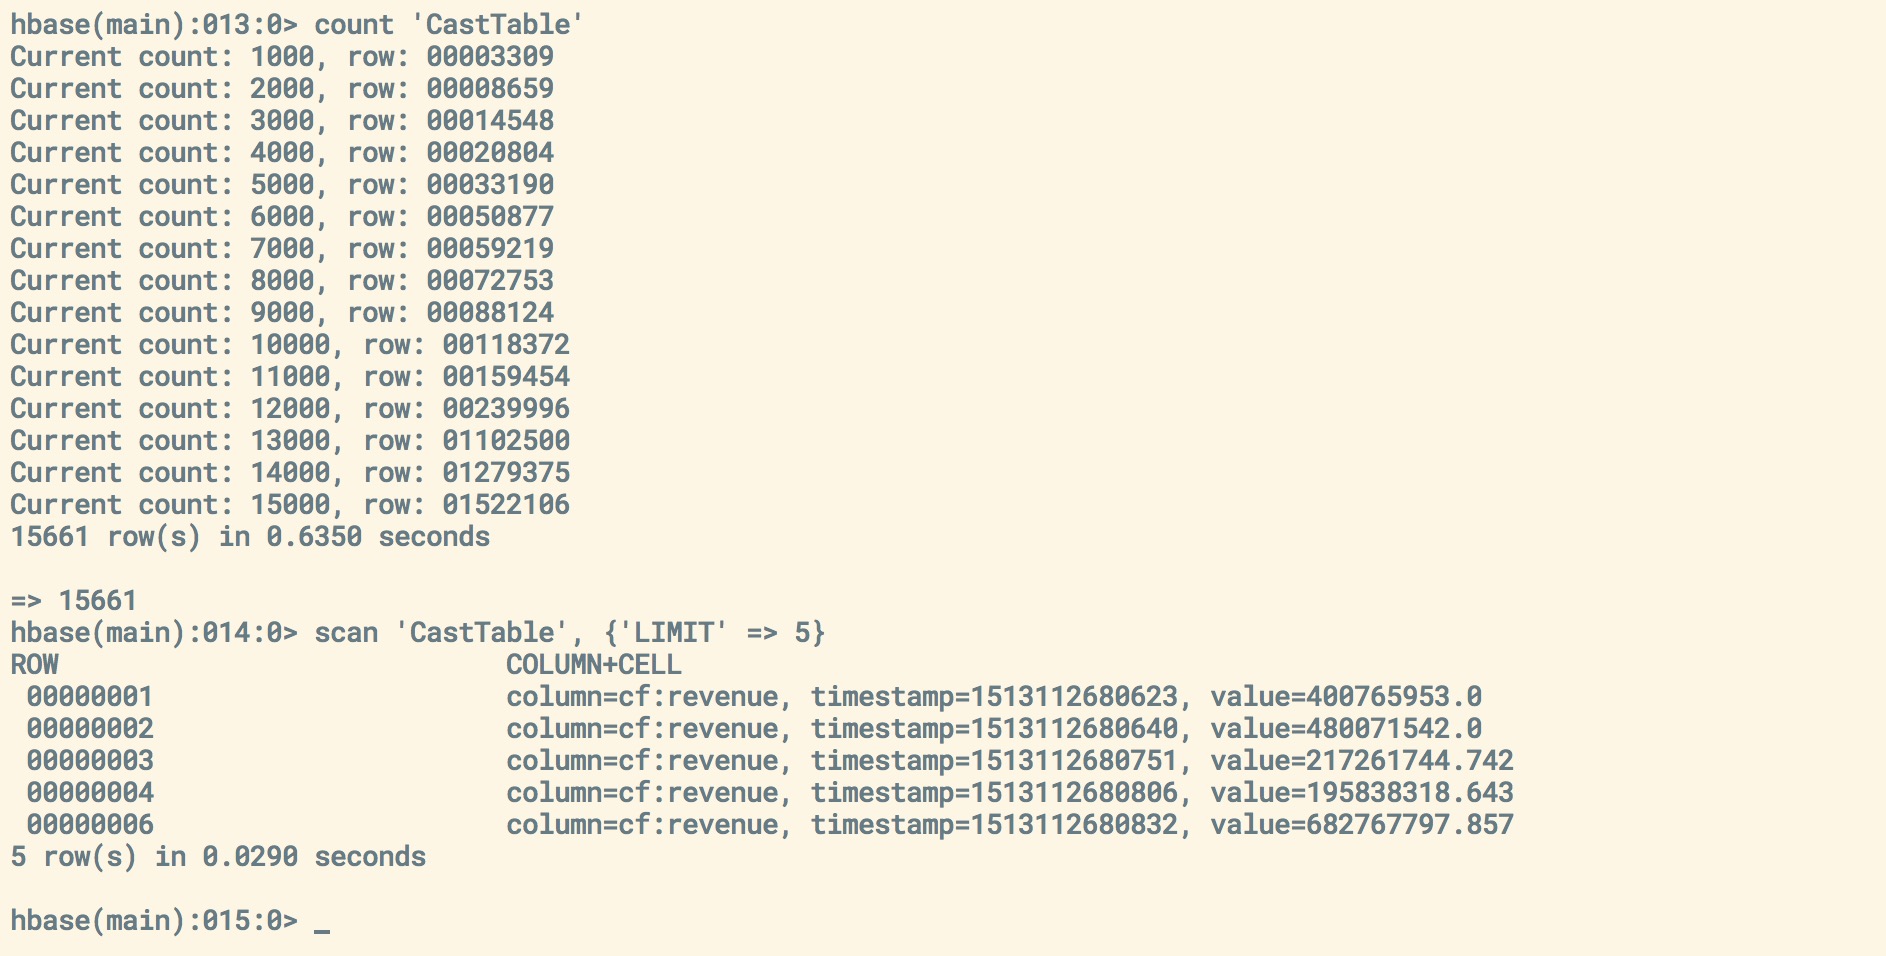 hbase(main):013:0> count 'CastTable'
Current count: 1000, row: 00003309
Current count: 2000, row: 00008659
Current count: 3000, row: 00014548
Current count: 4000, row: 00020804
Current count: 5000, row: 00033190
Current count: 6000, row: 00050877
Current count: 7000, row: 00059219
Current count: 8000, row: 00072753
Current count: 9000, row: 00088124
Current count: 10000, row: 00118372
Current count: 11000, row: 00159454
Current count: 12000, row: 00239996
Current count: 13000, row: 01102500
Current count: 14000, row: 01279375
Current count: 15000, row: 01522106
15661 row(s) in 0.6350 seconds

=> 15661
hbase(main):014:0> scan 'CastTable', {'LIMIT' => 5}
ROW                            COLUMN+CELL
 00000001                      column=cf:revenue, timestamp=1513112680623, value=400765953.0
 00000002                      column=cf:revenue, timestamp=1513112680640, value=480071542.0
 00000003                      column=cf:revenue, timestamp=1513112680751, value=217261744.742
 00000004                      column=cf:revenue, timestamp=1513112680806, value=195838318.643
 00000006                      column=cf:revenue, timestamp=1513112680832, value=682767797.857
5 row(s) in 0.0290 seconds

hbase(main):015:0> _